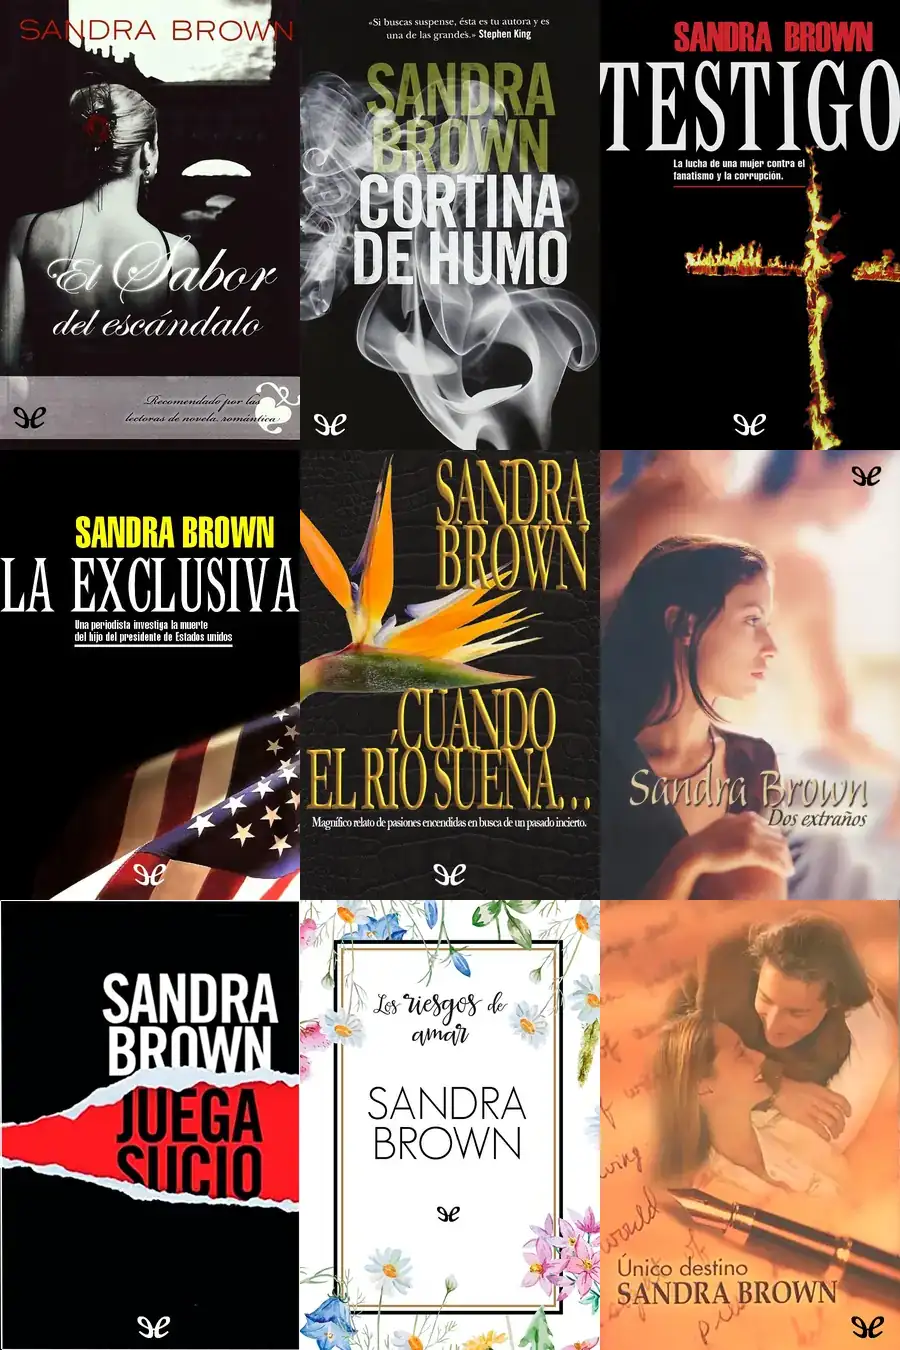 SANDRA BROWN
El Sabor
del escándalo
Recomendado por las
lectoras de novela romántica
«Si buscas suspense, ésta es tu autora y es
una de las grandes.» Stephen King
SANDRA
BROWN
CORTINA
DE HUMO
SANDRA BROWN
TESTIGO
La lucha de una mujer contra el
fanatismo y la corrupción.
SANDRA BROWN
LA EXCLUSIVA
Una periodista investiga la muerte
del hijo del presidente de Estados unidos
SANDRA
BROWN
CUANDO
EL RÍO SUENA...
Magnífico relato de pasiones encendidas en busca de un pasado incierto.
Sandra Brown
Dos extraños
SANDRA
BROWN
JUEGA
SUCIO
Los riesgos de
amar
SANDRA
BROWN
Único destino
SANDRA BROWN